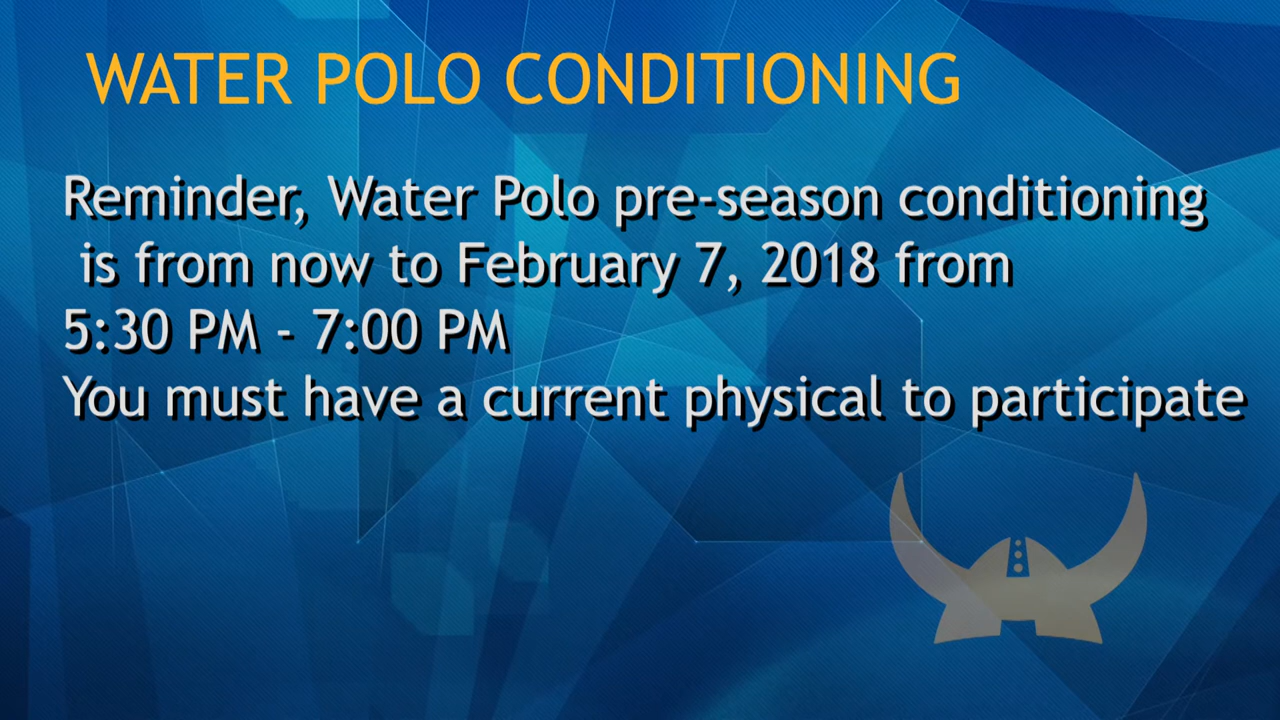 WATER POLO CONDITIONING
Reminder, Water Polo pre-season conditioning
is from now to February 7, 2018 from
5:30 PM - 7:00 PM
You must have a current physical to participate